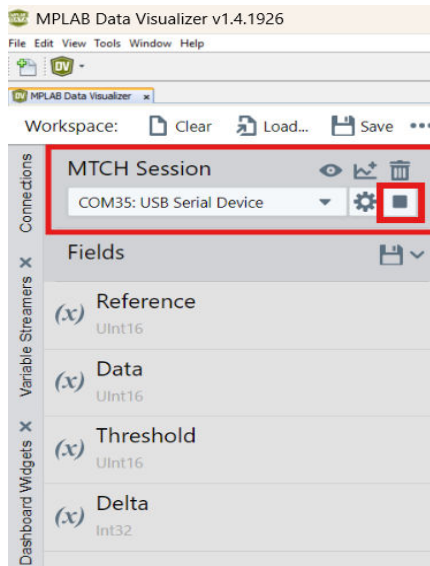 MPLAB Data Visualizer v1.4.1926
File Edit View Tools Window Help
DV
DV MPLAB Data Visualizer x
Workspace: Clear Load... Save
Connections
Variable Streamers
Dashboard Widgets
MTCH Session
COM35: USB Serial Device
Fields
(x) Reference
UInt16
(x) Data
UInt16
(x) Threshold
UInt16
(x) Delta
Int32